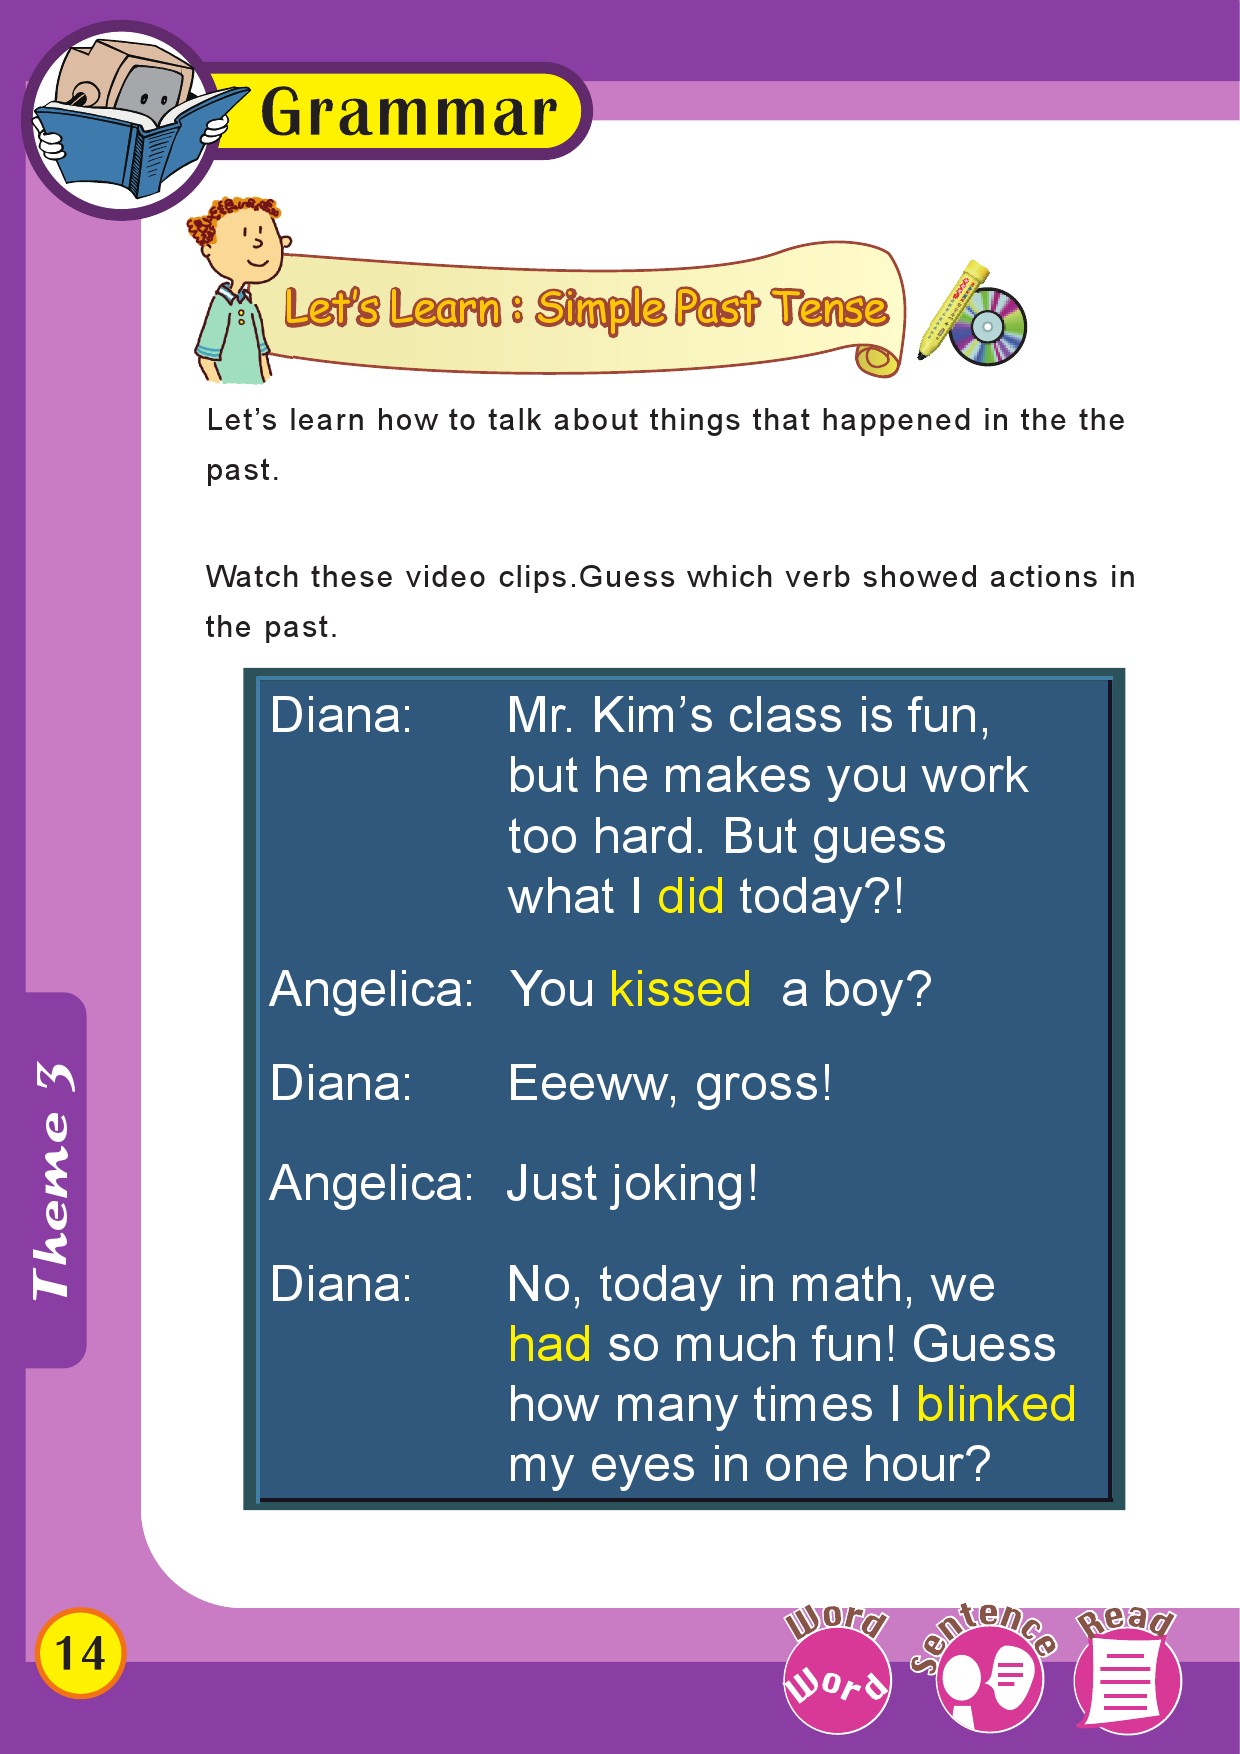 Grammar
Let's Learn : Simple Past Tense
Let’s learn how to talk about things that happened in the the
past.
Watch these video clips.Guess which verb showed actions in
the past.
Diana: Mr. Kim’s class is fun,
but he makes you work
too hard. But guess
what I did today?!
Angelica: You kissed a boy?
Diana: Eeeww, gross!
Angelica: Just joking!
Diana: No, today in math, we
had so much fun! Guess
how many times I blinked
my eyes in one hour?
Theme 3
14
Word
Word
Sentence
Read